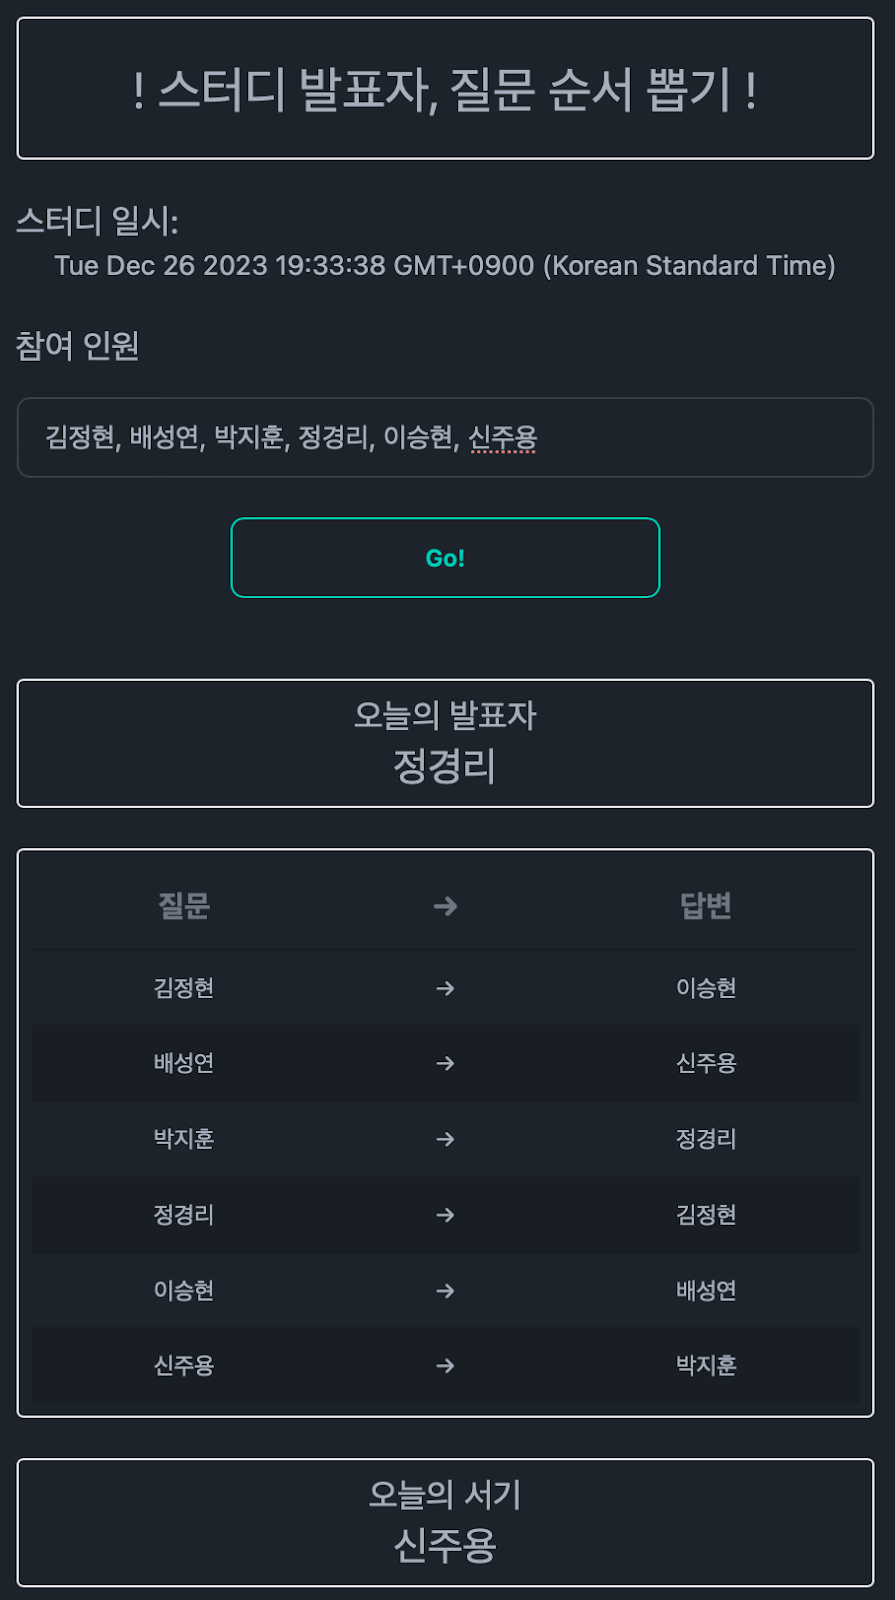 ! 스터디 발표자, 질문 순서 뽑기 !
스터디 일시:
Tue Dec 26 2023 19:33:38 GMT+0900 (Korean Standard Time)
참여 인원
김정현, 배성연, 박지훈, 정경리, 이승현, 신주용
Go!
오늘의 발표자
정경리
질문 → 답변
김정현 → 이승현
배성연 → 신주용
박지훈 → 정경리
정경리 → 김정현
이승현 → 배성연
신주용 → 박지훈
오늘의 서기
신주용